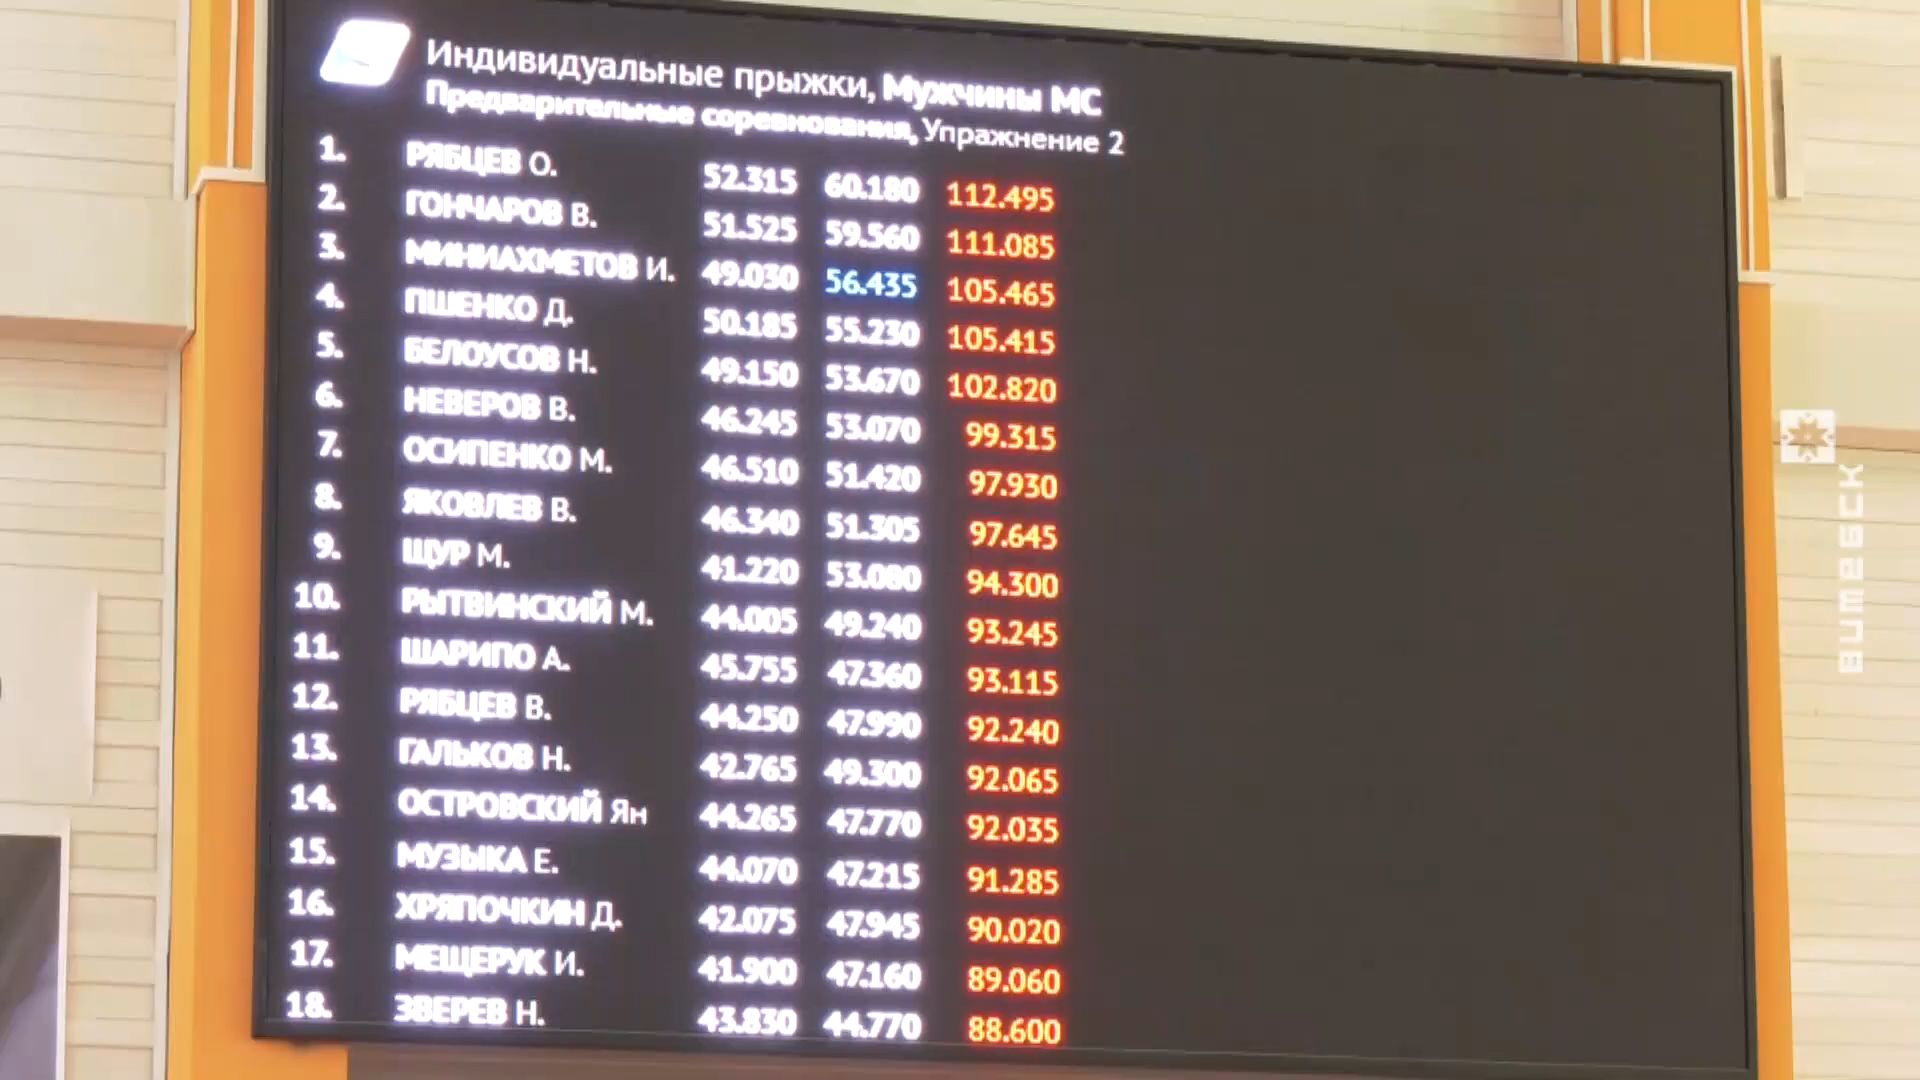 Индивидуальные прыжки, Мужчины МС
Предварительные соревнования, Упражнение 2
1. РЯБЦЕВ О. 52.315 60.180 112.495
2. ГОНЧАРОВ В. 51.525 59.560 111.085
3. МИНИАХМЕТОВ И. 49.030 56.435 105.465
4. ПШЕНКО Д. 50.185 55.230 105.415
5. БЕЛОУСОВ Н. 49.150 53.670 102.820
6. НЕВЕРОВ В. 46.245 53.070 99.315
7. ОСИПЕНКО М. 46.510 51.420 97.930
8. ЯКОВЛЕВ В. 46.340 51.305 97.645
9. ЩУР М. 41.220 53.080 94.300
10. РЫТВИНСКИЙ М. 44.005 49.240 93.245
11. ШАРИПО А. 45.755 47.360 93.115
12. РЯБЦЕВ В. 44.250 47.990 92.240
13. ГАЛЬКОВ Н. 42.765 49.300 92.065
14. ОСТРОВСКИЙ Ян 44.265 47.770 92.035
15. МУЗЫКА Е. 44.070 47.215 91.285
16. ХРЯПОЧКИН Д. 42.075 47.945 90.020
17. МЕЩЕРУК И. 41.900 47.160 89.060
18. ЗВЕРЕВ Н. 43.830 44.770 88.600
ВИТЕБСК